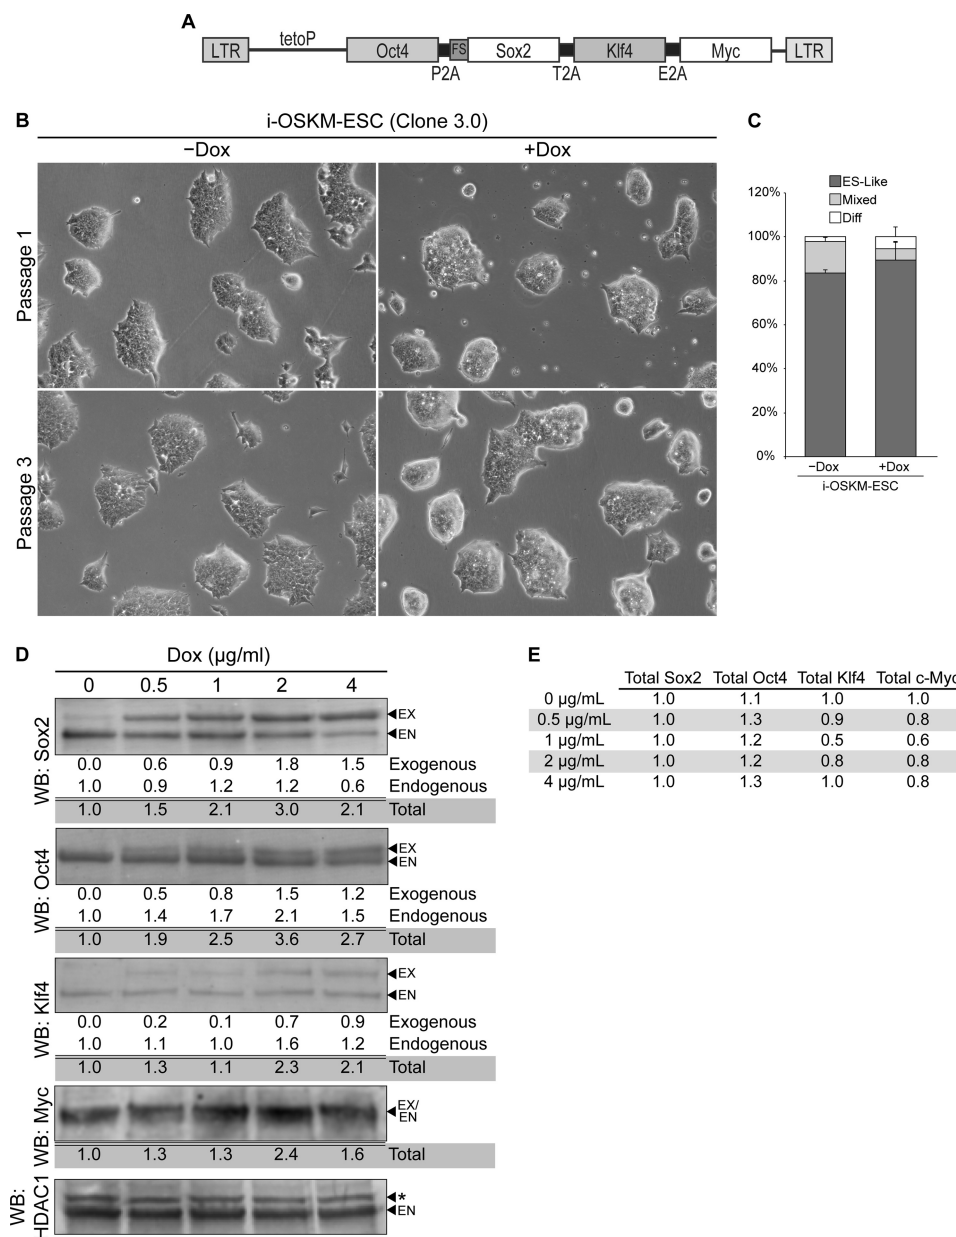 A
LTR tetoP Oct4 FS Sox2 Klf4 Myc LTR
P2A T2A E2A
B
i-OSKM-ESC (Clone 3.0)
−Dox +Dox
Passage 1
Passage 3
C
ES-Like
Mixed
Diff
120%
100%
80%
60%
40%
20%
0%
−Dox +Dox
i-OSKM-ESC
D
Dox (µg/ml)
0 0.5 1 2 4
WB: Sox2
EX
EN
0.0 0.6 0.9 1.8 1.5 Exogenous
1.0 0.9 1.2 1.2 0.6 Endogenous
1.0 1.5 2.1 3.0 2.1 Total
WB: Oct4
EX
EN
0.0 0.5 0.8 1.5 1.2 Exogenous
1.0 1.4 1.7 2.1 1.5 Endogenous
1.0 1.9 2.5 3.6 2.7 Total
WB: Klf4
EX
EN
0.0 0.2 0.1 0.7 0.9 Exogenous
1.0 1.1 1.0 1.6 1.2 Endogenous
1.0 1.3 1.1 2.3 2.1 Total
WB: Myc
EX/
EN
1.0 1.3 1.3 2.4 1.6 Total
WB:
HDAC1
*
EN
E
Total Sox2 Total Oct4 Total Klf4 Total c-Myc
0 µg/mL 1.0 1.1 1.0 1.0
0.5 µg/mL 1.0 1.3 0.9 0.8
1 µg/mL 1.0 1.2 0.5 0.6
2 µg/mL 1.0 1.2 0.8 0.8
4 µg/mL 1.0 1.3 1.0 0.8